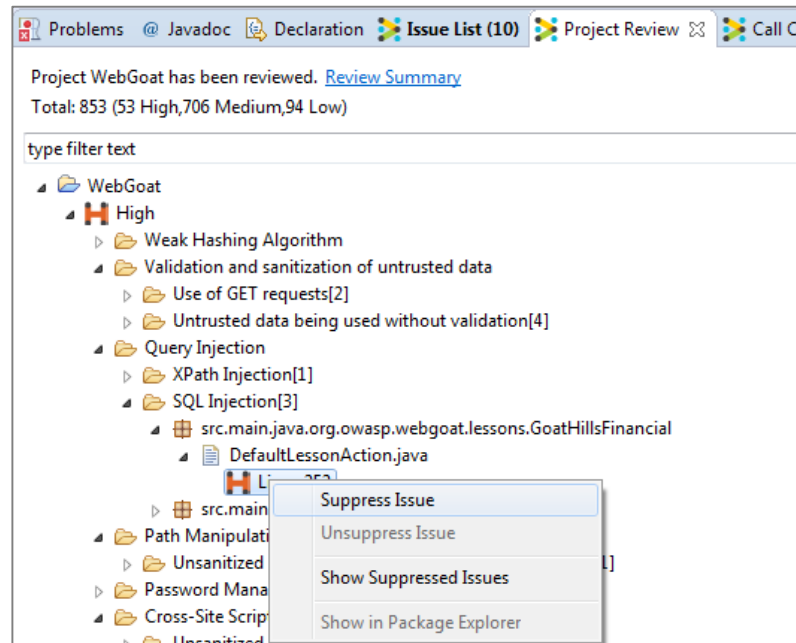 Problems @ Javadoc Declaration Issue List (10) Project Review Call
Project WebGoat has been reviewed. Review Summary
Total: 853 (53 High,706 Medium,94 Low)
type filter text
WebGoat
High
Weak Hashing Algorithm
Validation and sanitization of untrusted data
Use of GET requests[2]
Untrusted data being used without validation[4]
Query Injection
XPath Injection[1]
SQL Injection[3]
src.main.java.org.owasp.webgoat.lessons.GoatHillsFinancial
DefaultLessonAction.java
Suppress Issue
src.main
Unsuppress Issue
Path Manipulati
Unsanitized
Show Suppressed Issues
Password Mana
Cross-Site Script
Show in Package Explorer
Unsanitized